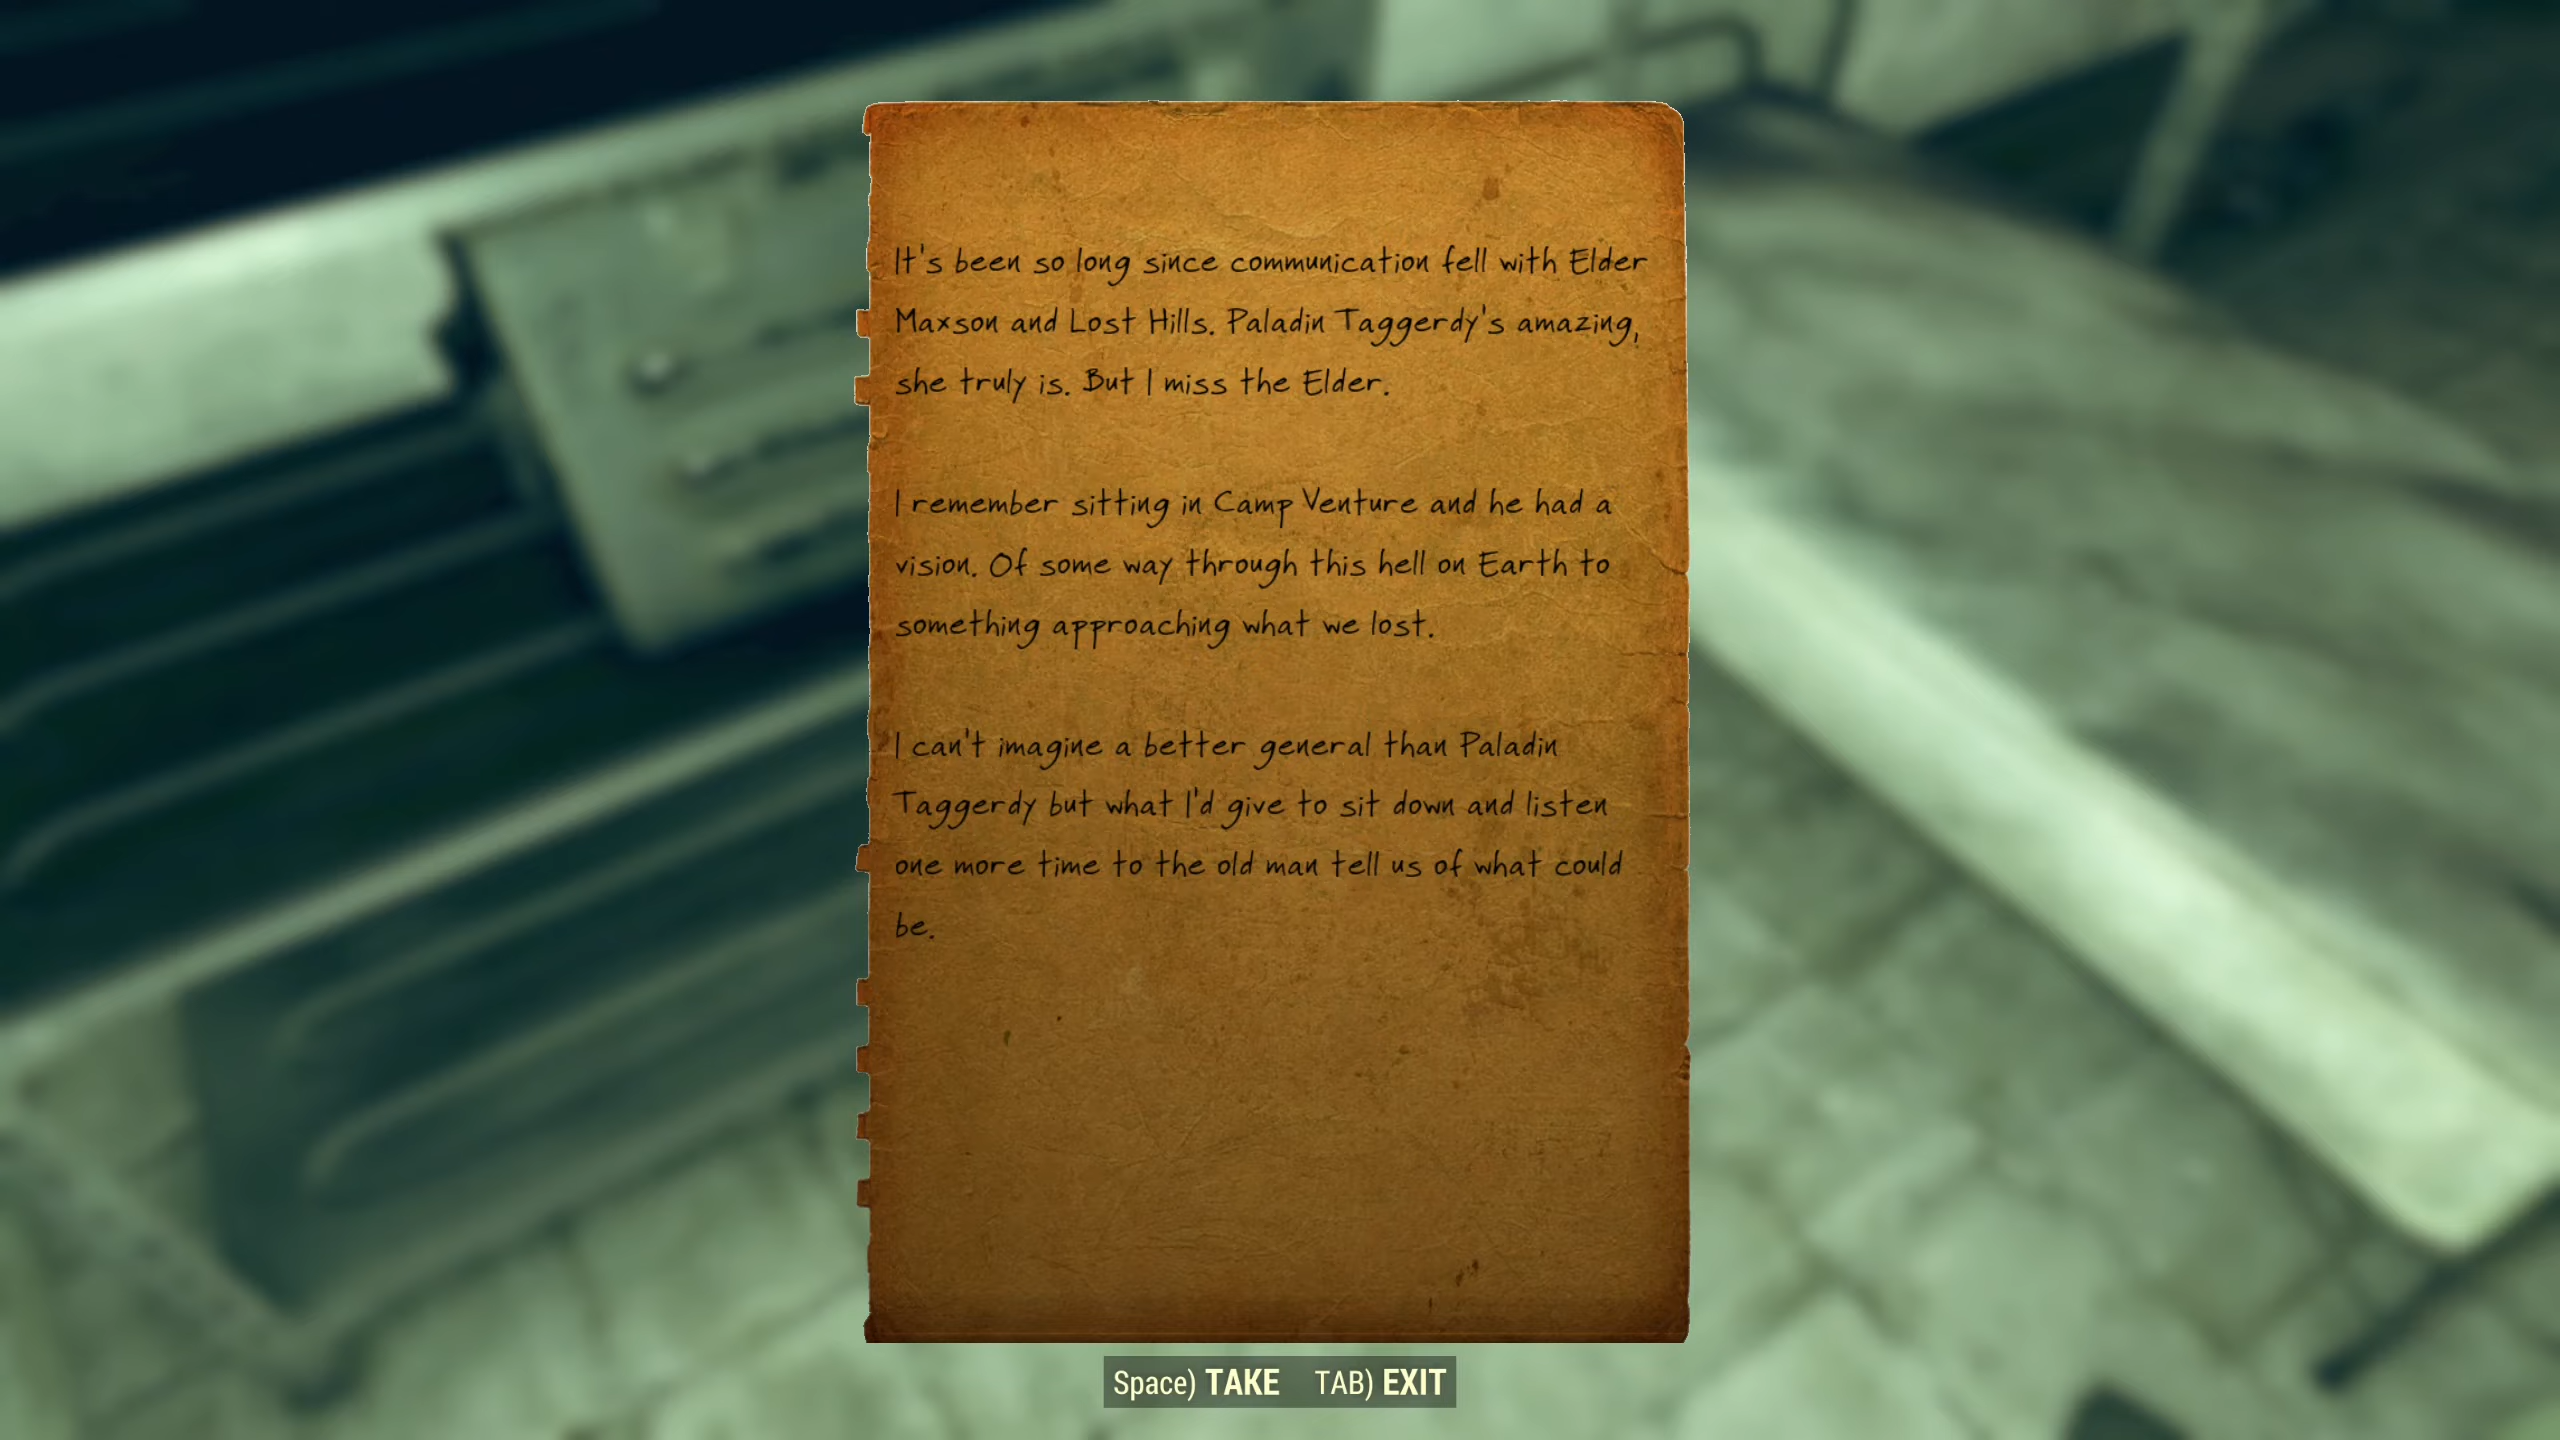 It's been so long since communication fell with Elder
Maxson and Lost Hills. Paladin Taggerdy's amazing,
she truly is. But I miss the Elder.
I remember sitting in Camp Venture and he had a
vision. Of some way through this hell on Earth to
something approaching what we lost.
I can't imagine a better general than Paladin
Taggerdy but what I'd give to sit down and listen
one more time to the old man tell us of what could
be.
Space) TAKE TAB) EXIT